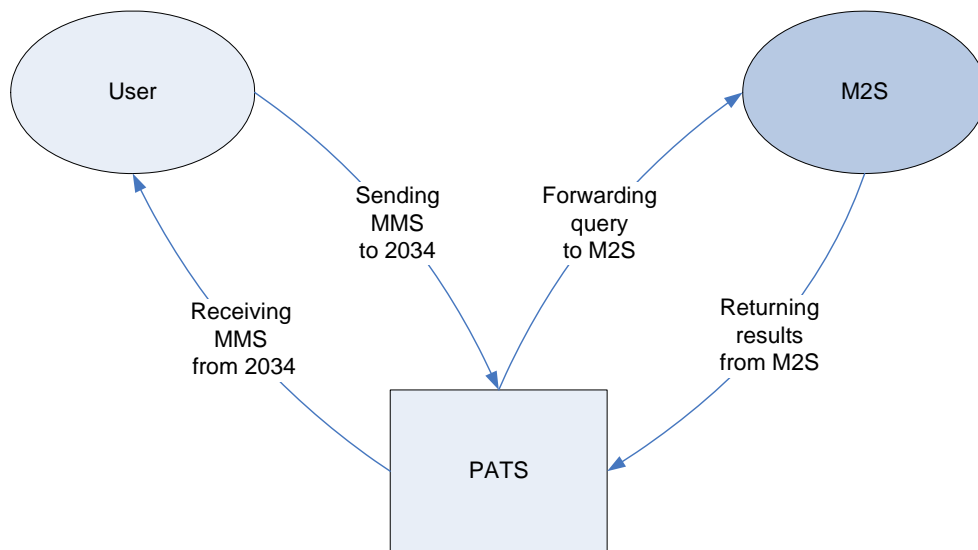 User
M2S
Sending
MMS
to 2034
Forwarding
query
to M2S
Receiving
MMS
from 2034
Returning
results
from M2S
PATS